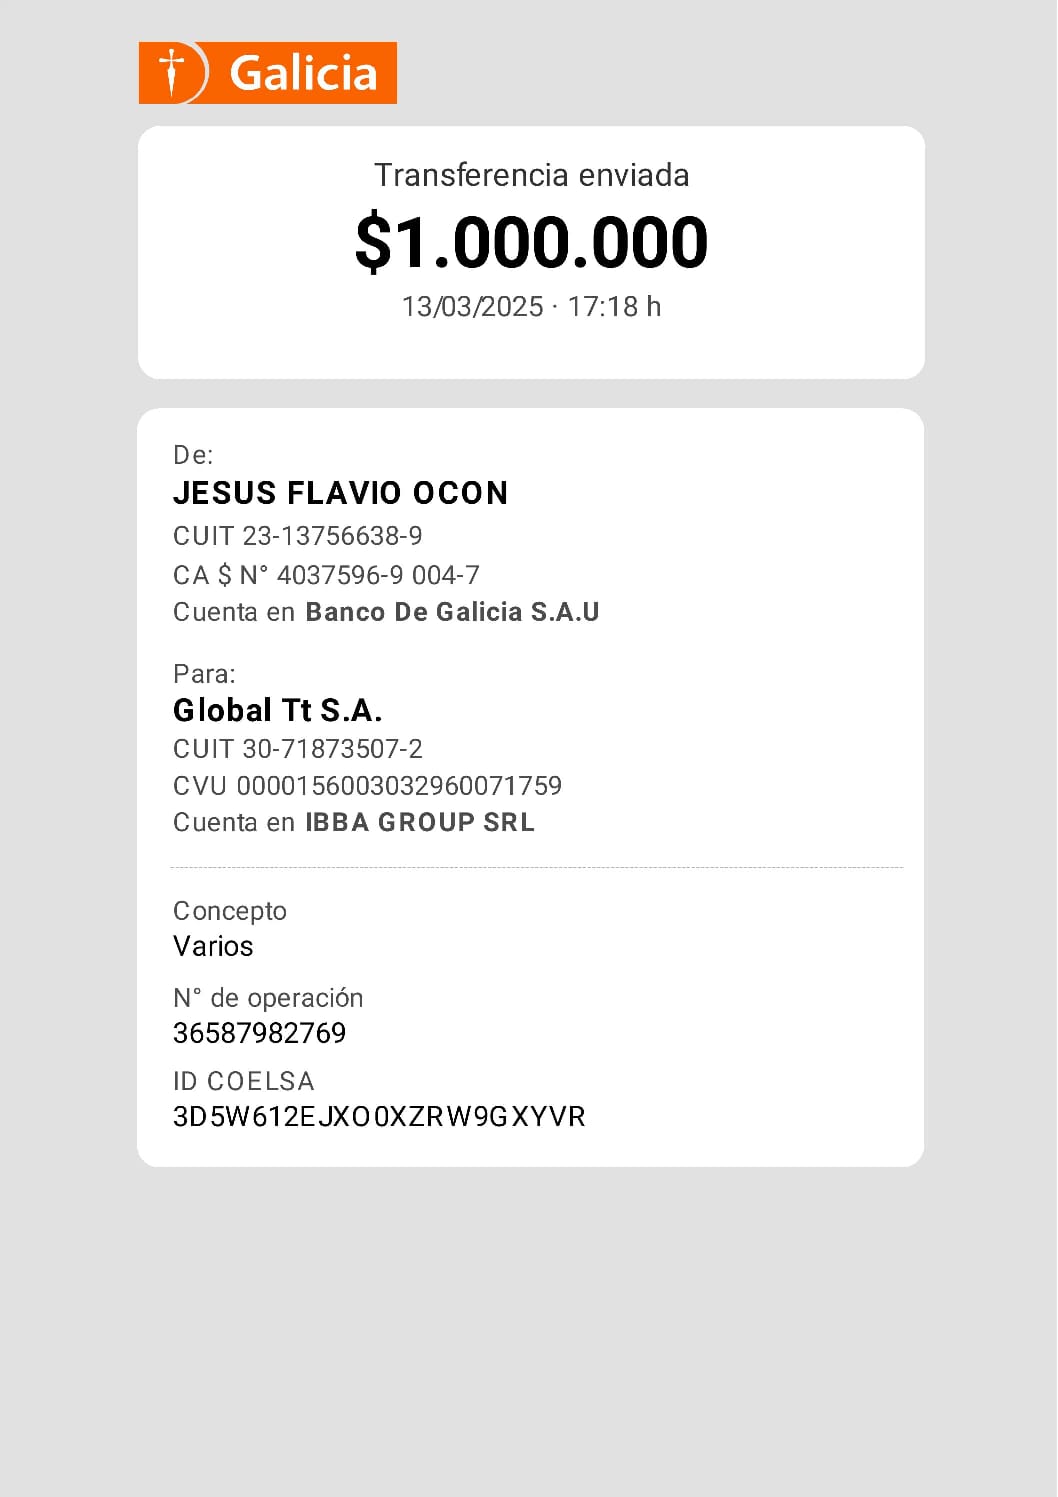 Galicia
Transferencia enviada
$1.000.000
13/03/2025 · 17:18 h
De:
JESUS FLAVIO OCON
CUIT 23-13756638-9
CA $ N° 4037596-9 004-7
Cuenta en Banco De Galicia S.A.U
Para:
Global Tt S.A.
CUIT 30-71873507-2
CVU 0000156003032960071759
Cuenta en IBBA GROUP SRL
Concepto
Varios
N° de operación
36587982769
ID COELSA
3D5W612EJXO0XZRW9GXYVR